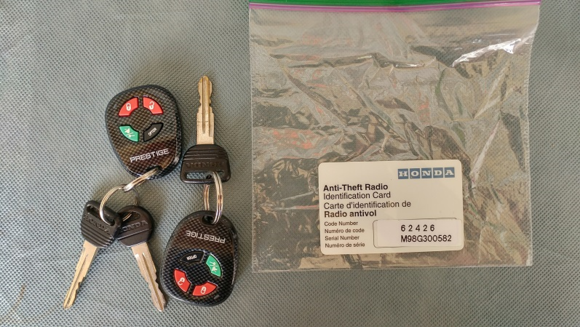 PRESTIGE
PRESTIGE
HONDA
Anti-Theft Radio
Identification Card
Carte d'identification de
Radio antivol
Code Number
Numéro de code
62426
Serial Number
Numéro de série
M98G300582